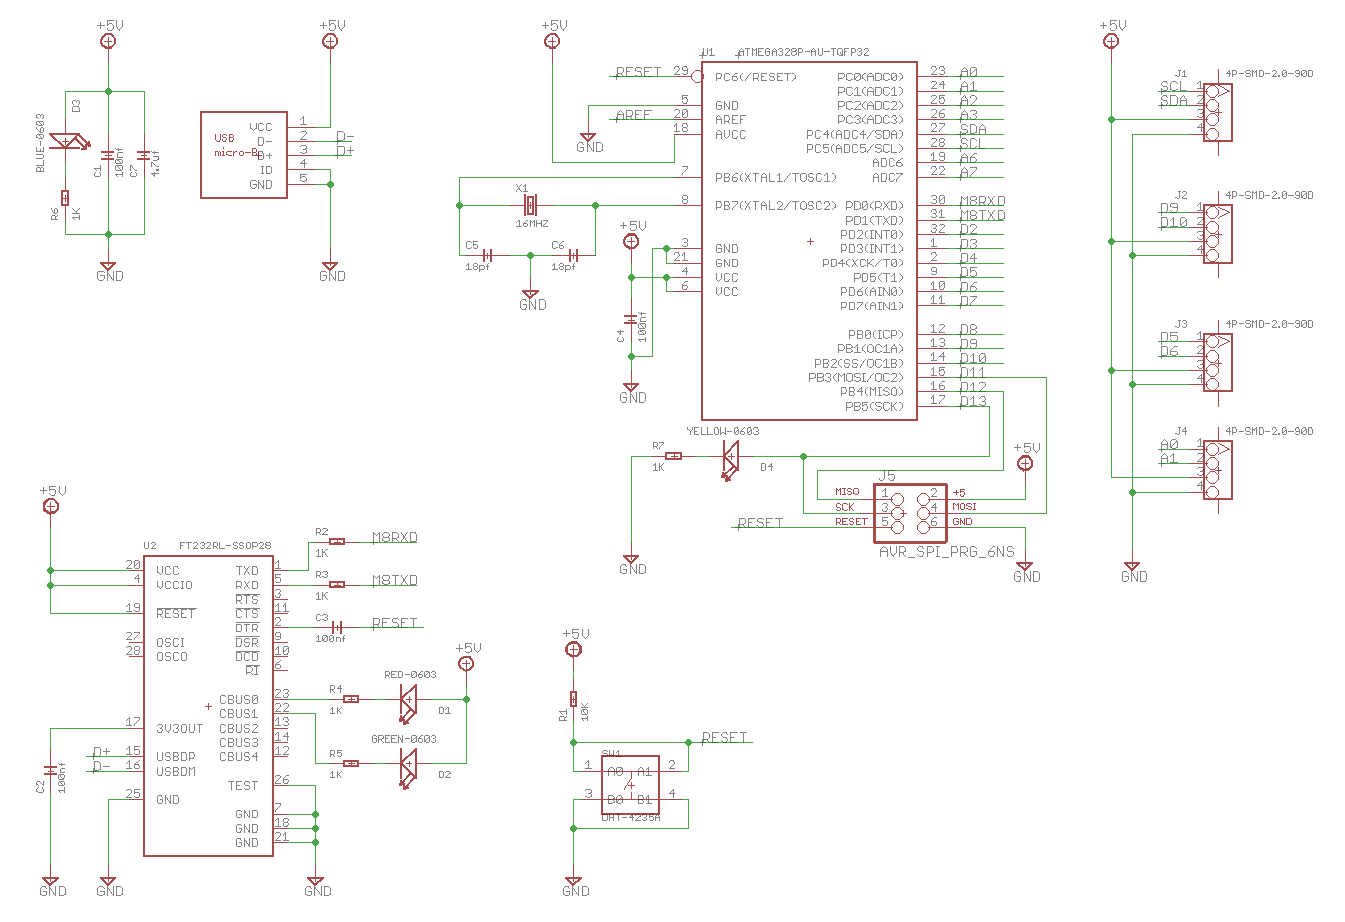 +5V
BLUE-0603
D3
C1
100nf
C7
4.7uf
R6
1K
GND
+5V
USB
micro-B
VCC 1
D- 2 D-
D+ 3 D+
ID 4
GND 5
GND
+5V
U1 ATMEGA328P-AU-TQFP32
RESET 29 PC6(/RESET)
5 GND
AREF 20 AREF
18 AVCC
GND
7 PB6(XTAL1/TOSC1)
8 PB7(XTAL2/TOSC2)
3 GND
21 GND
4 VCC
6 VCC
PC0(ADC0) 23 A0
PC1(ADC1) 24 A1
PC2(ADC2) 25 A2
PC3(ADC3) 26 A3
PC4(ADC4/SDA) 27 SDA
PC5(ADC5/SCL) 28 SCL
ADC6 19 A6
ADC7 22 A7
PD0(RXD) 30 M8RXD
PD1(TXD) 31 M8TXD
PD2(INT0) 32 D2
PD3(INT1) 1 D3
PD4(XCK/T0) 2 D4
PD5(T1) 9 D5
PD6(AIN0) 10 D6
PD7(AIN1) 11 D7
PB0(ICP) 12 D8
PB1(OC1A) 13 D9
PB2(SS/OC1B) 14 D10
PB3(MOSI/OC2) 15 D11
PB4(MISO) 16 D12
PB5(SCK) 17 D13
X1
16MHZ
C5
18pf
C6
18pf
GND
+5V
C4
100nf
GND
YELLOW-0603
R7
1K
D4
GND
+5V
J5
MISO 1 2 +5
SCK 3 4 MOSI
RESET RESET 5 6 GND
AVR_SPI_PRG_6NS
GND
+5V
J1 4P-SMD-2.0-90D
SCL 1
SDA 2
3
4
J2 4P-SMD-2.0-90D
D9 1
D10 2
3
4
J3 4P-SMD-2.0-90D
D5 1
D6 2
3
4
J4 4P-SMD-2.0-90D
A0 1
A1 2
3
4
GND
+5V
U2 FT232RL-SSOP28
20 VCC
4 VCCIO
19 RESET
27 OSCI
28 OSCO
17 3V3OUT
D+ 15 USBDP
D- 16 USBDM
25 GND
TXD 1
RXD 5
RTS 3
CTS 11
DTR 2
DSR 9
DCD 10
RI 6
CBUS0 23
CBUS1 22
CBUS2 13
CBUS3 14
CBUS4 12
TEST 26
GND 7
GND 18
GND 21
R2
1K
M8RXD
R3
1K
M8TXD
C3
100nf
RESET
+5V
RED-0603
R4
1K
D1
GREEN-0603
R5
1K
D2
C2
100nf
GND
GND
GND
+5V
R1
10K
RESET
SW1
1 A0 A1 2
3 B0 B1 4
DHT-4235A
GND